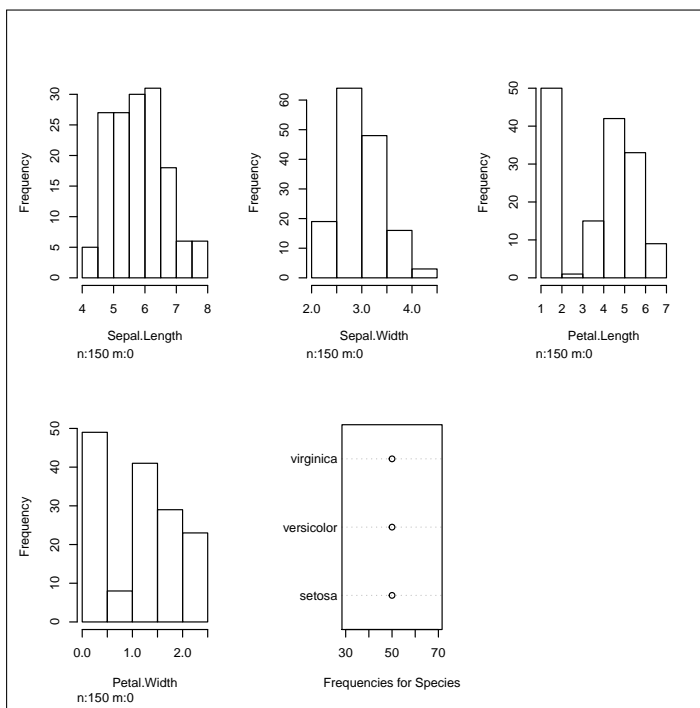 Frequency
0
5
10
15
20
25
30
4 5 6 7 8
Sepal.Length
n:150 m:0
Frequency
0
10
20
30
40
50
60
2.0 3.0 4.0
Sepal.Width
n:150 m:0
Frequency
0
10
20
30
40
50
1 2 3 4 5 6 7
Petal.Length
n:150 m:0
Frequency
0
10
20
30
40
50
0.0 1.0 2.0
Petal.Width
n:150 m:0
virginica
versicolor
setosa
30 50 70
Frequencies for Species